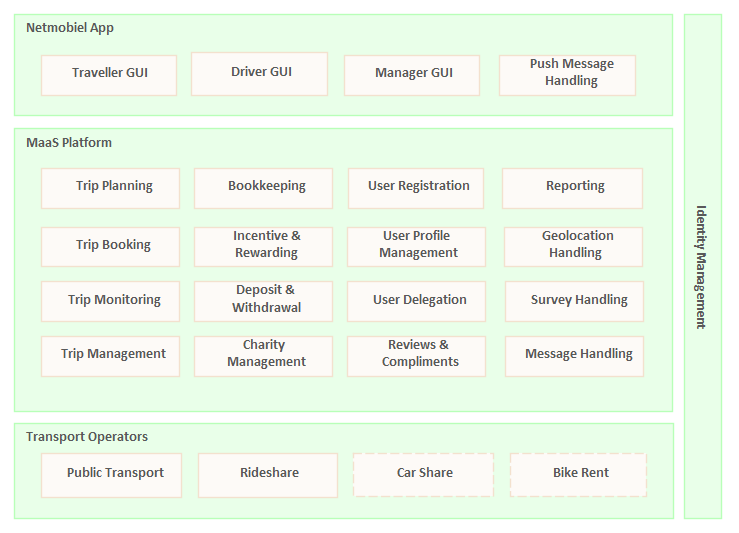 Netmobiel App
Traveller GUI
Driver GUI
Manager GUI
Push Message
Handling
MaaS Platform
Trip Planning
Bookkeeping
User Registration
Reporting
Trip Booking
Incentive &
Rewarding
User Profile
Management
Geolocation
Handling
Trip Monitoring
Deposit &
Withdrawal
User Delegation
Survey Handling
Trip Management
Charity
Management
Reviews &
Compliments
Message Handling
Transport Operators
Public Transport
Rideshare
Car Share
Bike Rent
Identity Management